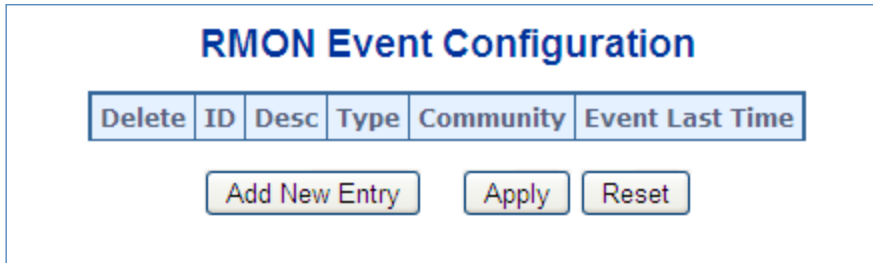 RMON Event Configuration
Delete ID Desc Type Community Event Last Time
Add New Entry Apply Reset